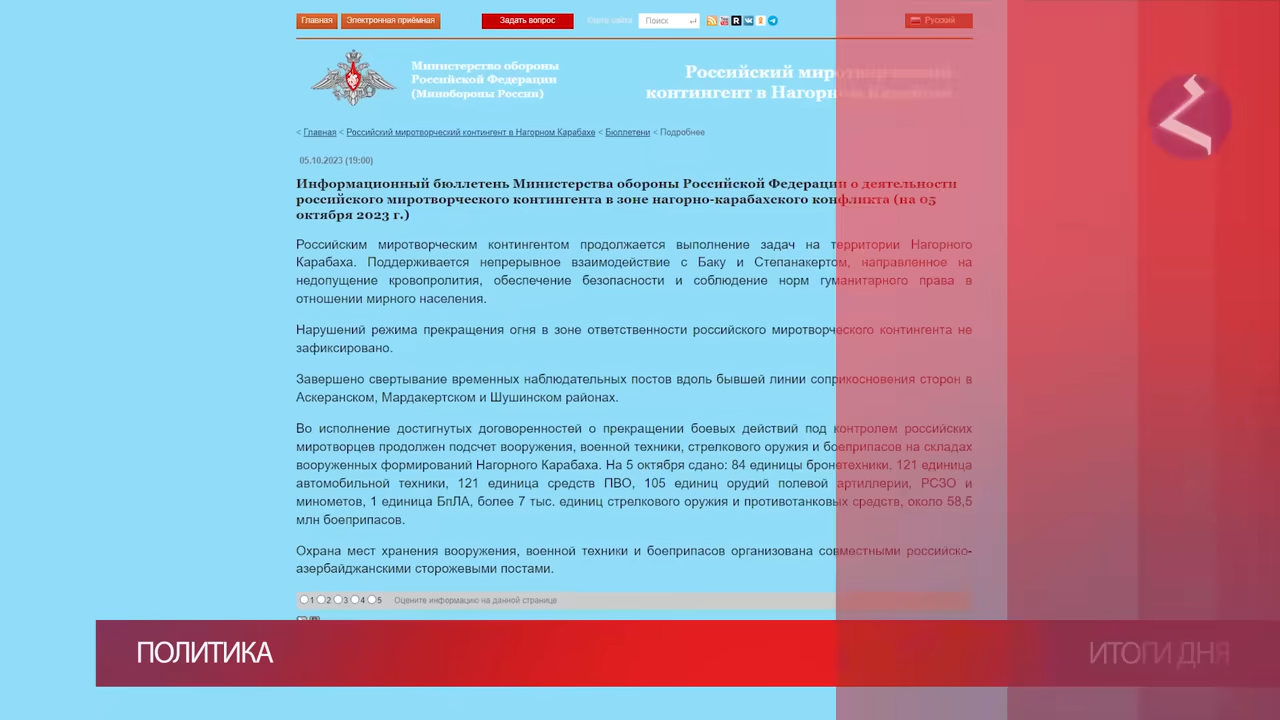 Главная Электронная приёмная Задать вопрос Карта сайта Поиск Русский
Министерство обороны
Российской Федерации
(Минобороны России)
Российский миротворческий
контингент в Нагорном Карабахе
< Главная < Российский миротворческий контингент в Нагорном Карабахе < Бюллетени < Подробнее
05.10.2023 (19:00)
Информационный бюллетень Министерства обороны Российской Федерации о деятельности
российского миротворческого контингента в зоне нагорно-карабахского конфликта (на 05
октября 2023 г.)
Российским миротворческим контингентом продолжается выполнение задач на территории Нагорного
Карабаха. Поддерживается непрерывное взаимодействие с Баку и Степанакертом, направленное на
недопущение кровопролития, обеспечение безопасности и соблюдение норм гуманитарного права в
отношении мирного населения.
Нарушений режима прекращения огня в зоне ответственности российского миротворческого контингента не
зафиксировано.
Завершено свертывание временных наблюдательных постов вдоль бывшей линии соприкосновения сторон в
Аскеранском, Мардакертском и Шушинском районах.
Во исполнение достигнутых договоренностей о прекращении боевых действий под контролем российских
миротворцев продолжен подсчет вооружения, военной техники, стрелкового оружия и боеприпасов на складах
вооруженных формирований Нагорного Карабаха. На 5 октября сдано: 84 единицы бронетехники, 121 единица
автомобильной техники, 121 единица средств ПВО, 105 единиц орудий полевой артиллерии, РСЗО и
минометов, 1 единица БпЛА, более 7 тыс. единиц стрелкового оружия и противотанковых средств, около 58,5
млн боеприпасов.
Охрана мест хранения вооружения, военной техники и боеприпасов организована совместными российско-
азербайджанскими сторожевыми постами.
1 2 3 4 5 Оцените информацию на данной странице
ПОЛИТИКА
ИТОГИ ДНЯ